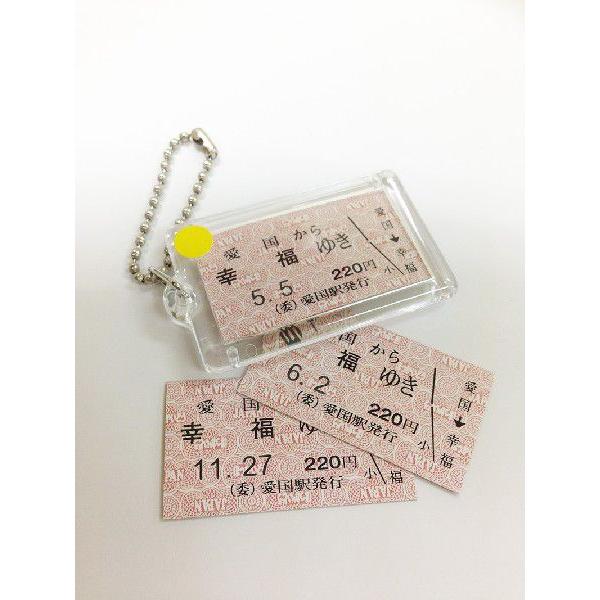 愛国から
幸福ゆき
5.5 220円
(委)愛国駅発行 小
愛国→幸福
国から
福ゆき
6.2 220円
(委)愛国駅発行 小
愛国→幸福
愛国
幸福ゆ
11.27 220円
(委)愛国駅発行 小
福